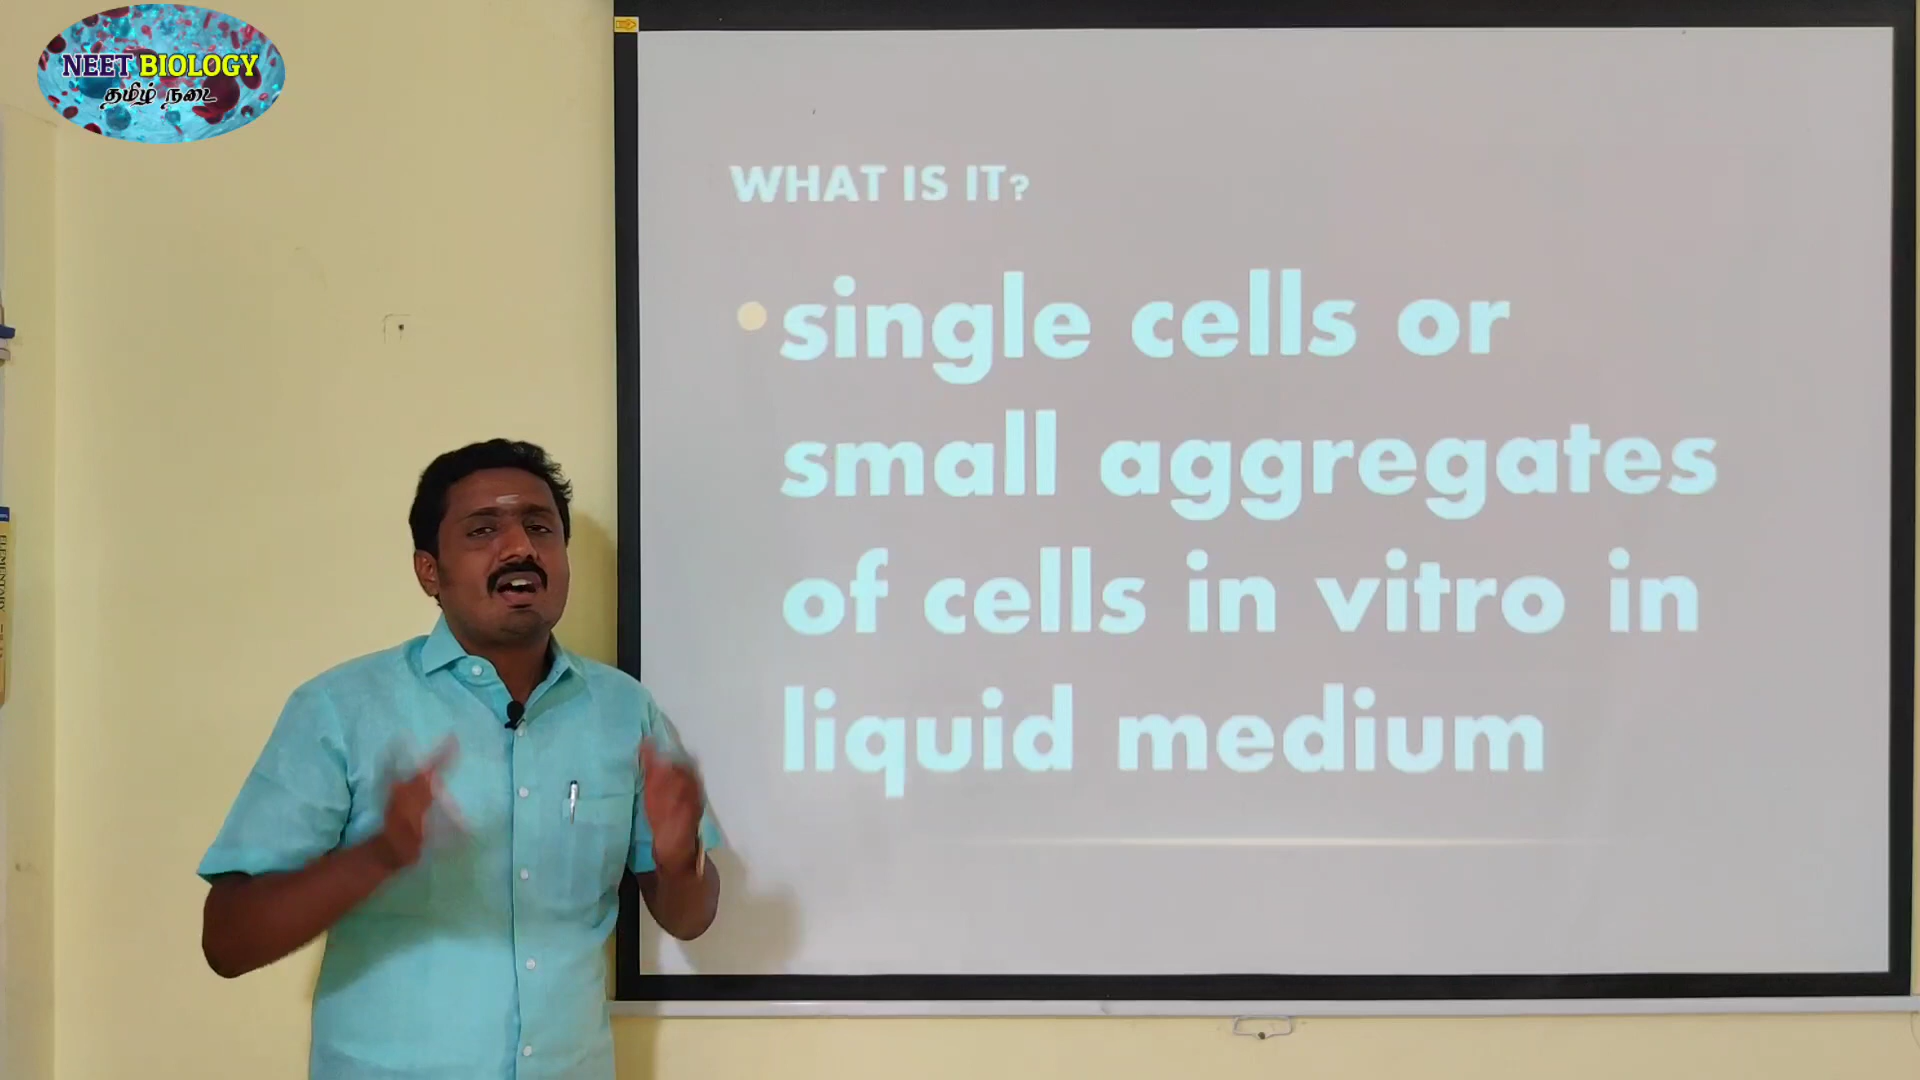 NEET BIOLOGY
தமிழ் நடை
WHAT IS IT?
•single cells or
small aggregates
of cells in vitro in
liquid medium